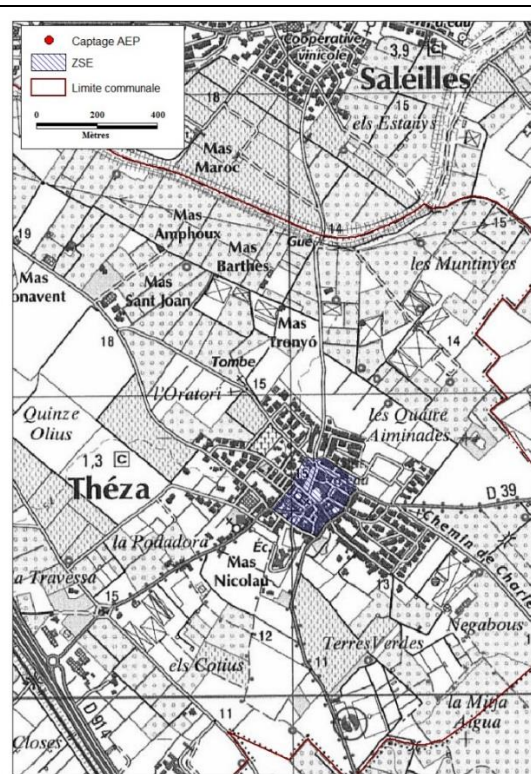 Captage AEP
ZSE
Limite communale
0 200 400
Mètres
Coopérative
vinicole
3,9
C
Saléilles
18
15
els Estanys
Mas
Maroc
Mas
Amphoux
14
Gué
15
19
Mas
Barthès
les Muntinyes
Mas
onavent
Mas
Sant Joan
Mas
Tronyó
14
18
Tombe
15
l'Oratori
Quinze
Olius
les Quatre
Aiminades
1,3 C
Théza
D 39
Chemin de Charle
la Podadora
Éc.
Mas
Nicolau
a Travessa
15
13
Negabous
12
Terres Verdes
els Cotius
11
la Mitja
Aigua
11
D 914
Closes